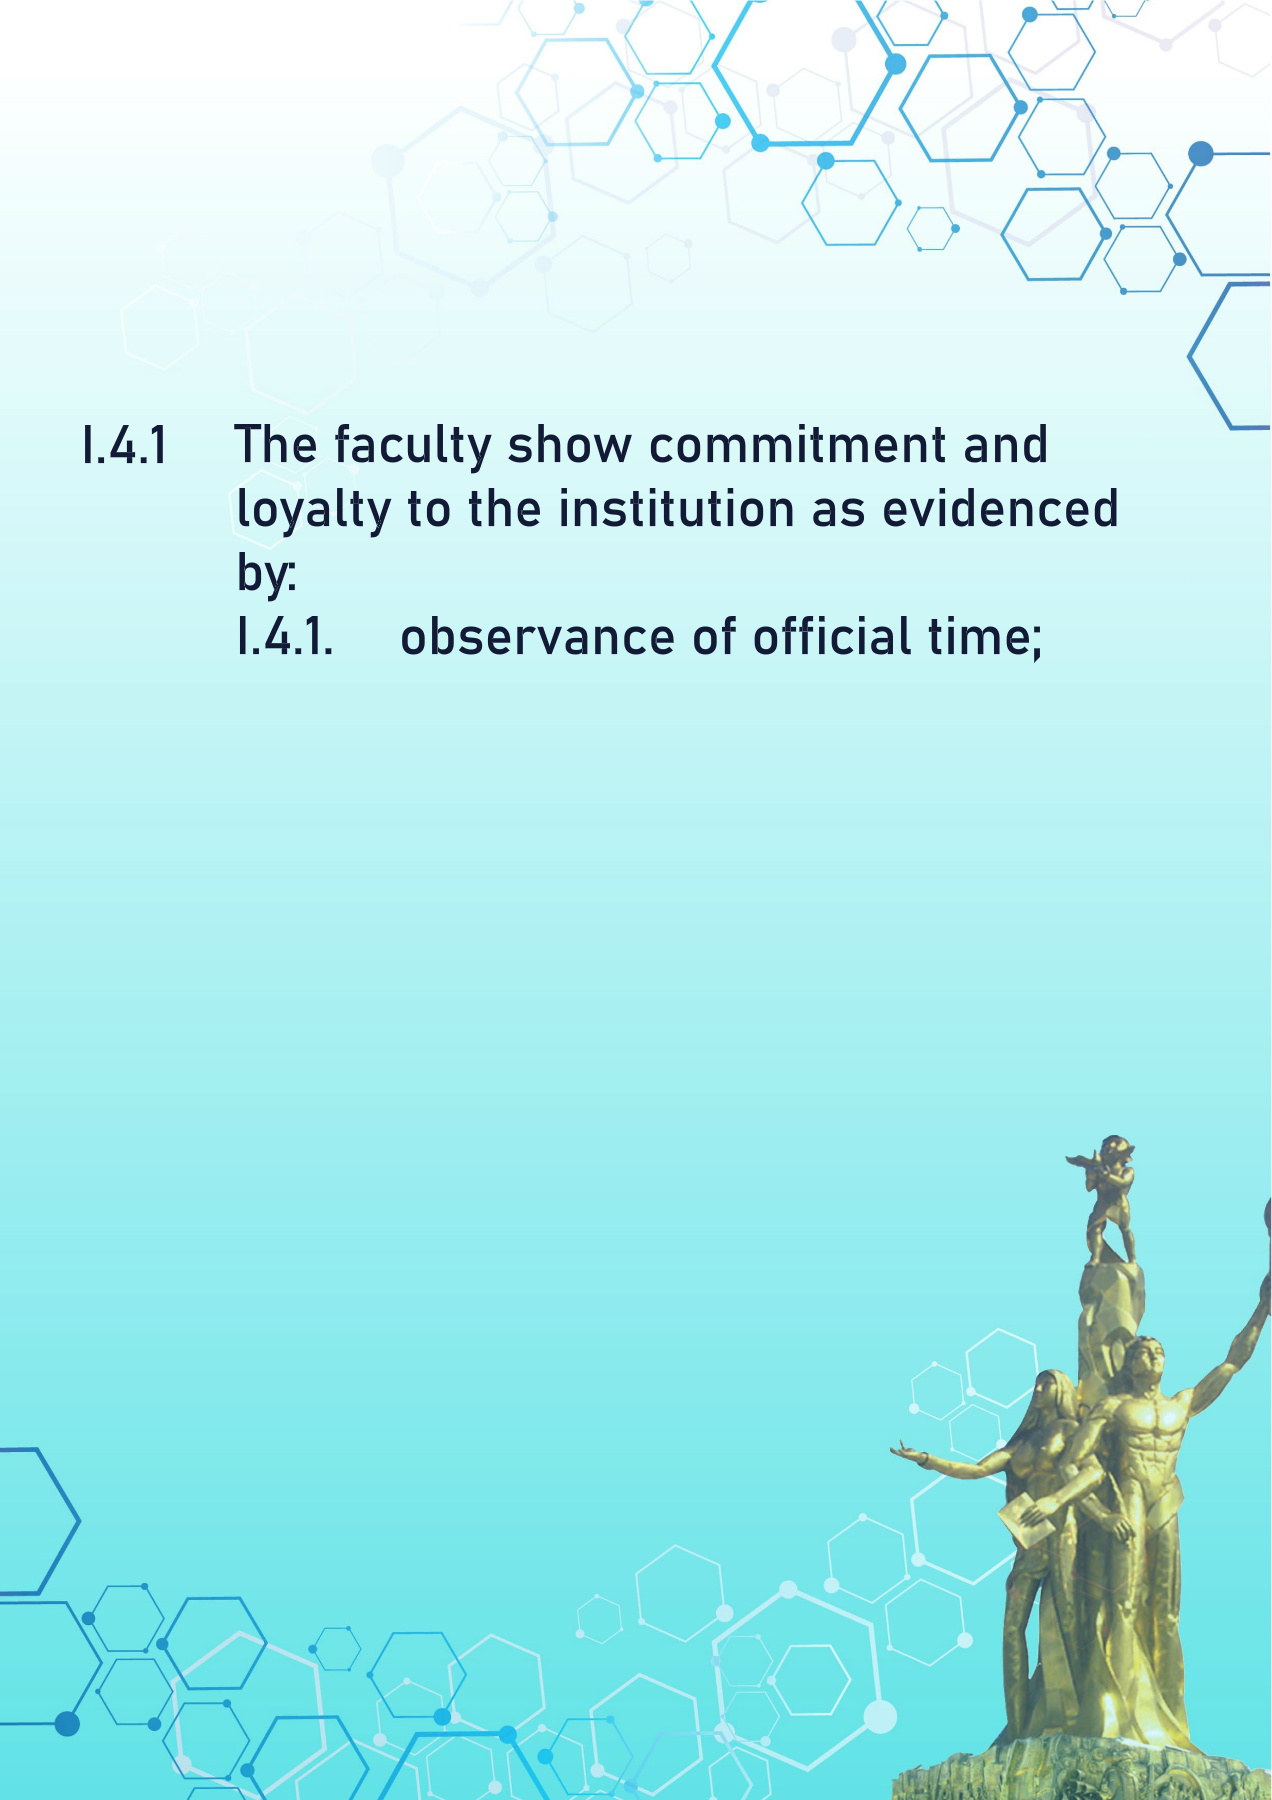 I.4.1 The faculty show commitment and
loyalty to the institution as evidenced
by:
I.4.1. observance of official time;